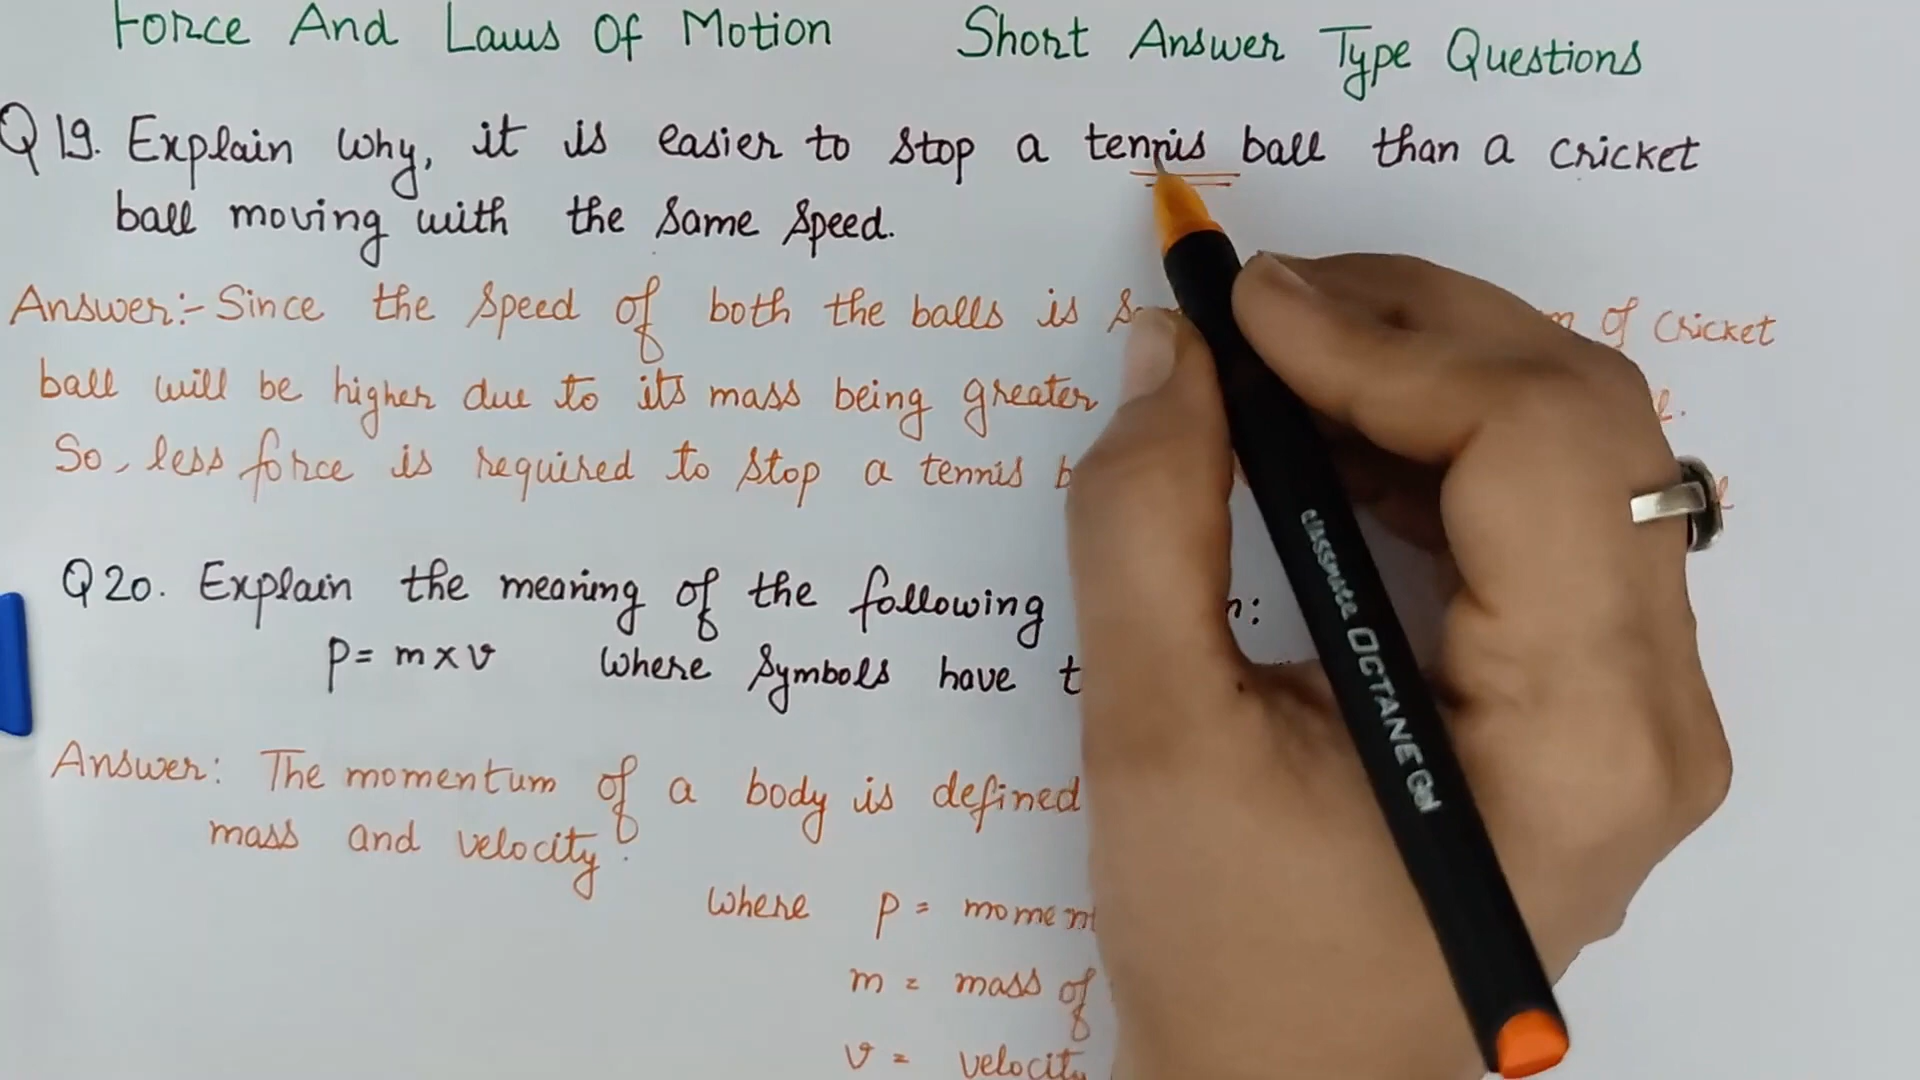 Force And Laws Of Motion Short Answer Type Questions
Q 19. Explain why, it is easier to stop a tennis ball than a cricket
ball moving with the same speed.
Answer:- Since the speed of both the balls is of cricket
ball will be higher due to its mass being greater
So, less force is required to stop a tennis
Q 20. Explain the meaning of the following
p = m x v where symbols have
Answer: The momentum of a body is defined
mass and velocity.
where p = moment
m = mass of
v = velocity
classmate OCTANE Gel